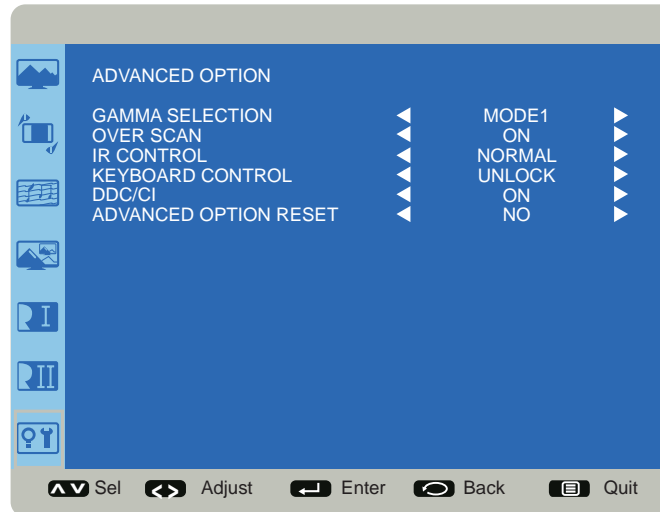 ADVANCED OPTION
GAMMA SELECTION MODE1
OVER SCAN ON
IR CONTROL NORMAL
KEYBOARD CONTROL UNLOCK
DDC/CI ON
ADVANCED OPTION RESET NO
Sel Adjust Enter Back Quit